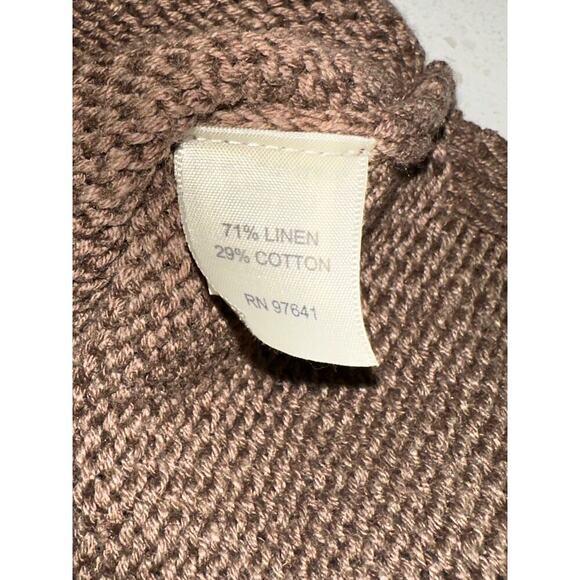 71% LINEN
29% COTTON
RN 97641